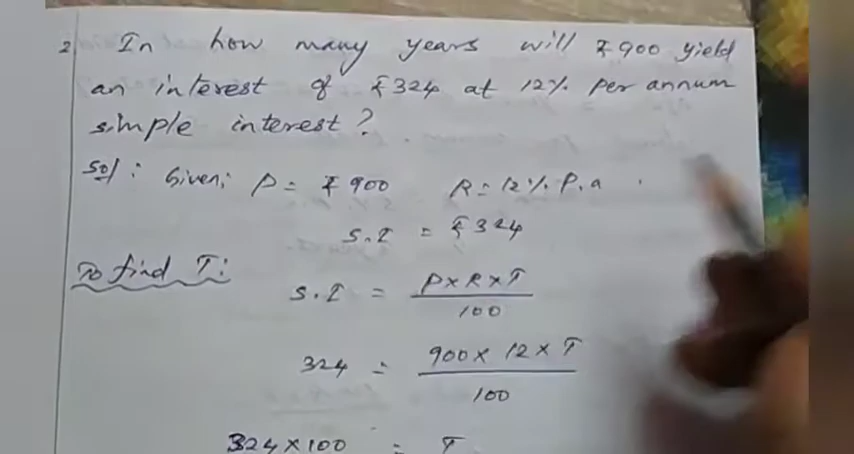 2 In how many years will ₹900 yield
an interest of ₹324 at 12% per annum
simple interest?
Sol: Given: P = ₹900 R = 12% P.a.
S.I = ₹324
To find T:
S.I = P×R×T
100
324 = 900 × 12 × T
100
324×100 = T